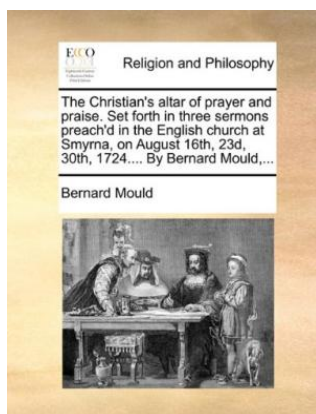 ECCO
Religion and Philosophy
The Christian's altar of prayer and
praise. Set forth in three sermons
preach'd in the English church at
Smyrna, on August 16th, 23d,
30th, 1724.... By Bernard Mould,...
Bernard Mould